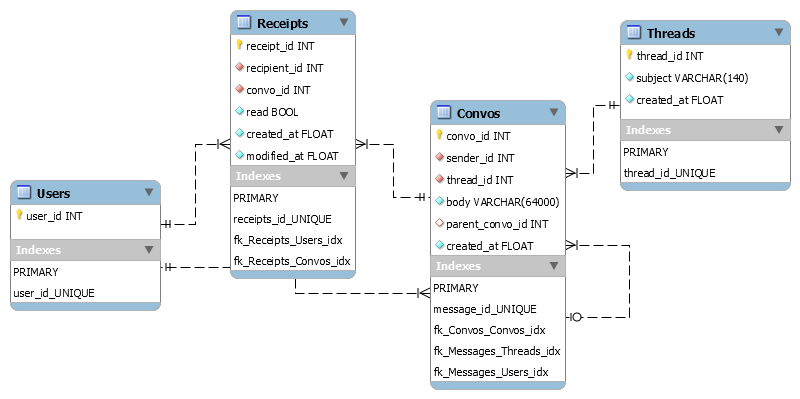 Receipts
receipt_id INT
recipient_id INT
convo_id INT
read BOOL
created_at FLOAT
modified_at FLOAT
Indexes
PRIMARY
receipts_id_UNIQUE
fk_Receipts_Users_idx
fk_Receipts_Convos_idx
Threads
thread_id INT
subject VARCHAR(140)
created_at FLOAT
Indexes
PRIMARY
thread_id_UNIQUE
Convos
convo_id INT
sender_id INT
thread_id INT
body VARCHAR(64000)
parent_convo_id INT
created_at FLOAT
Indexes
PRIMARY
message_id_UNIQUE
fk_Convos_Convos_idx
fk_Messages_Threads_idx
fk_Messages_Users_idx
Users
user_id INT
Indexes
PRIMARY
user_id_UNIQUE